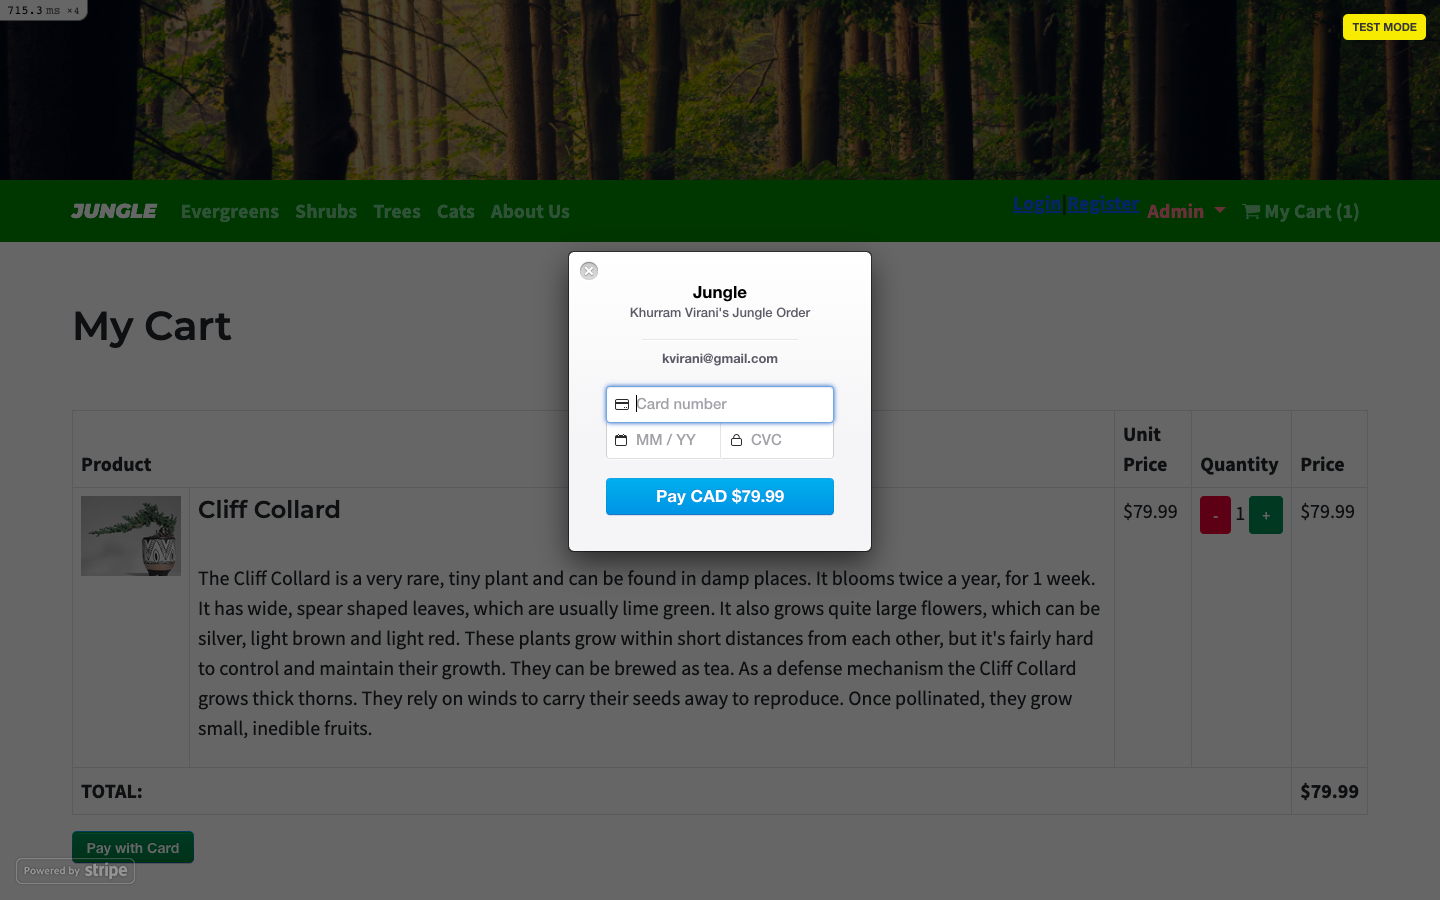 715.3 ms ×4
TEST MODE
JUNGLE Evergreens Shrubs Trees Cats About Us Login|Register Admin My Cart (1)
Jungle
Khurram Virani's Jungle Order
kvirani@gmail.com
Card number
MM / YY CVC
Pay CAD $79.99
My Cart
Product Unit Price Quantity Price
Cliff Collard $79.99 - 1 + $79.99
The Cliff Collard is a very rare, tiny plant and can be found in damp places. It blooms twice a year, for 1 week.
It has wide, spear shaped leaves, which are usually lime green. It also grows quite large flowers, which can be
silver, light brown and light red. These plants grow within short distances from each other, but it's fairly hard
to control and maintain their growth. They can be brewed as tea. As a defense mechanism the Cliff Collard
grows thick thorns. They rely on winds to carry their seeds away to reproduce. Once pollinated, they grow
small, inedible fruits.
TOTAL: $79.99
Pay with Card
Powered by stripe